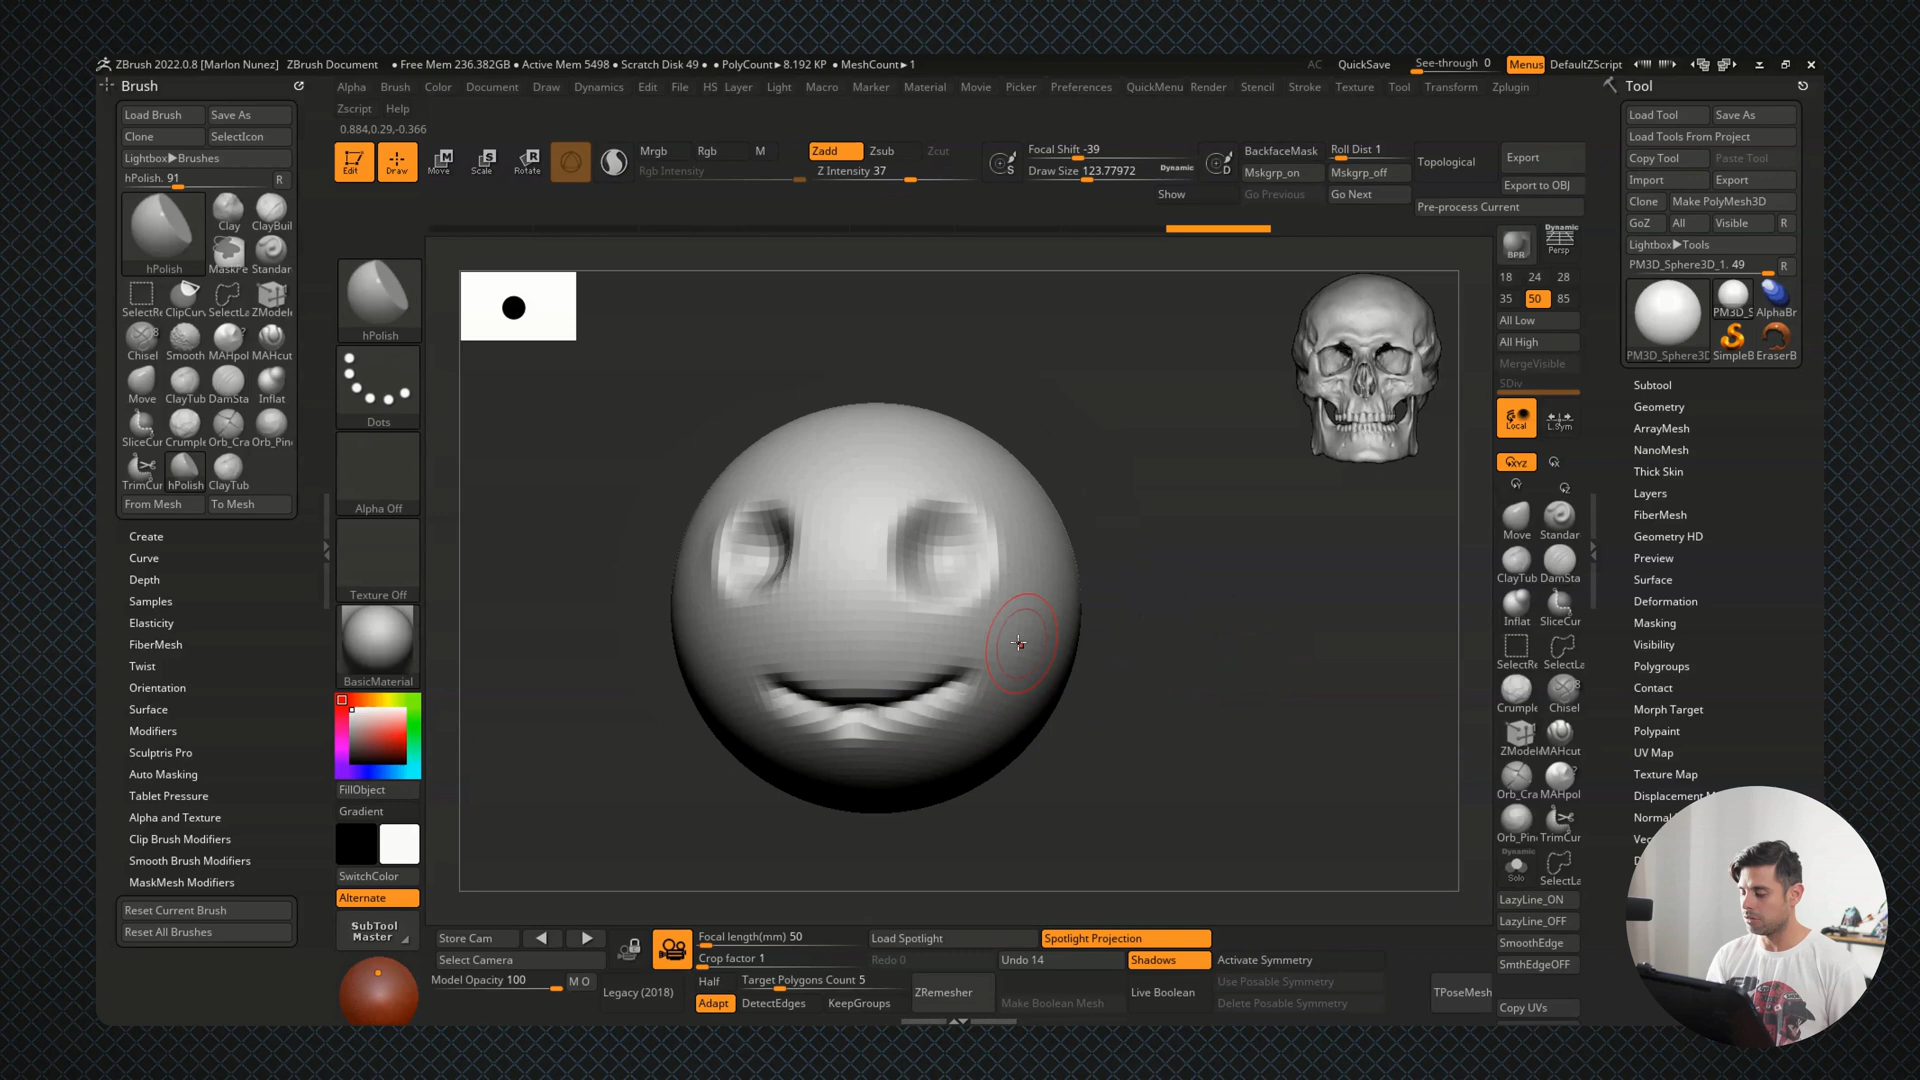 ZBrush 2022.0.8 [Marlon Nunez] ZBrush Document ● Free Mem 236.382GB ● Active Mem 5498 ● Scratch Disk 49 ● ● PolyCount▶8.192 KP ● MeshCount▶1 AC QuickSave See-through 0 Menus DefaultZScript
Brush
Load Brush Save As
Clone SelectIcon
Lightbox▶Brushes
hPolish. 91 R
hPolish Clay ClayBuil
MaskPe Standar
SelectRe ClipCurv SelectLa ZModele
Chisel Smooth MAHpol MAHcut
Move ClayTub DamSta Inflat
SliceCur Crumple Orb_Cra Orb_Pin
TrimCur hPolish ClayTub
From Mesh To Mesh
Create
Curve
Depth
Samples
Elasticity
FiberMesh
Twist
Orientation
Surface
Modifiers
Sculptris Pro
Auto Masking
Tablet Pressure
Alpha and Texture
Clip Brush Modifiers
Smooth Brush Modifiers
MaskMesh Modifiers
Reset Current Brush
Reset All Brushes
Alpha Brush Color Document Draw Dynamics Edit File HS Layer Light Macro Marker Material Movie Picker Preferences QuickMenu Render Stencil Stroke Texture Tool Transform Zplugin
Zscript Help
0.884,0.29,-0.366
Edit Draw Move Scale Rotate
Mrgb Rgb M
Rgb Intensity
Zadd Zsub Zcut
Z Intensity 37
S
Focal Shift -39
Draw Size 123.77972 Dynamic
D
BackfaceMask Roll Dist 1
Mskgrp_on Mskgrp_off
Show Go Previous Go Next
Topological
Export
Export to OBJ
Pre-process Current
hPolish
Dots
Alpha Off
Texture Off
BasicMaterial
FillObject
Gradient
SwitchColor
Alternate
SubTool
Master
BPR Dynamic
Persp
18 24 28
35 50 85
All Low
All High
MergeVisible
SDiv
Local L.Sym
XYZ
Move Standar
ClayTub DamSta
Inflat SliceCur
SelectRe SelectLa
Crumple Chisel
ZModele MAHcut
Orb_Cra MAHpol
Orb_Pin TrimCur
Dynamic
Solo SelectLa
LazyLine_ON
LazyLine_OFF
SmoothEdge
SmthEdgeOFF
Copy UVs
Tool
Load Tool Save As
Load Tools From Project
Copy Tool Paste Tool
Import Export
Clone Make PolyMesh3D
GoZ All Visible R
Lightbox▶Tools
PM3D_Sphere3D_1. 49 R
PM3D_Sphere3D PM3D_S AlphaBr
SimpleB EraserB
Subtool
Geometry
ArrayMesh
NanoMesh
Thick Skin
Layers
FiberMesh
Geometry HD
Preview
Surface
Deformation
Masking
Visibility
Polygroups
Contact
Morph Target
Polypaint
UV Map
Texture Map
Displacement
Normal
Store Cam
Select Camera
Model Opacity 100 M O
Legacy (2018)
Focal length(mm) 50
Crop factor 1
Half Target Polygons Count 5
Adapt DetectEdges KeepGroups
Load Spotlight Spotlight Projection
Redo 0 Undo 14 Shadows Activate Symmetry
ZRemesher Make Boolean Mesh Live Boolean
Use Posable Symmetry
Delete Posable Symmetry
TPoseMesh